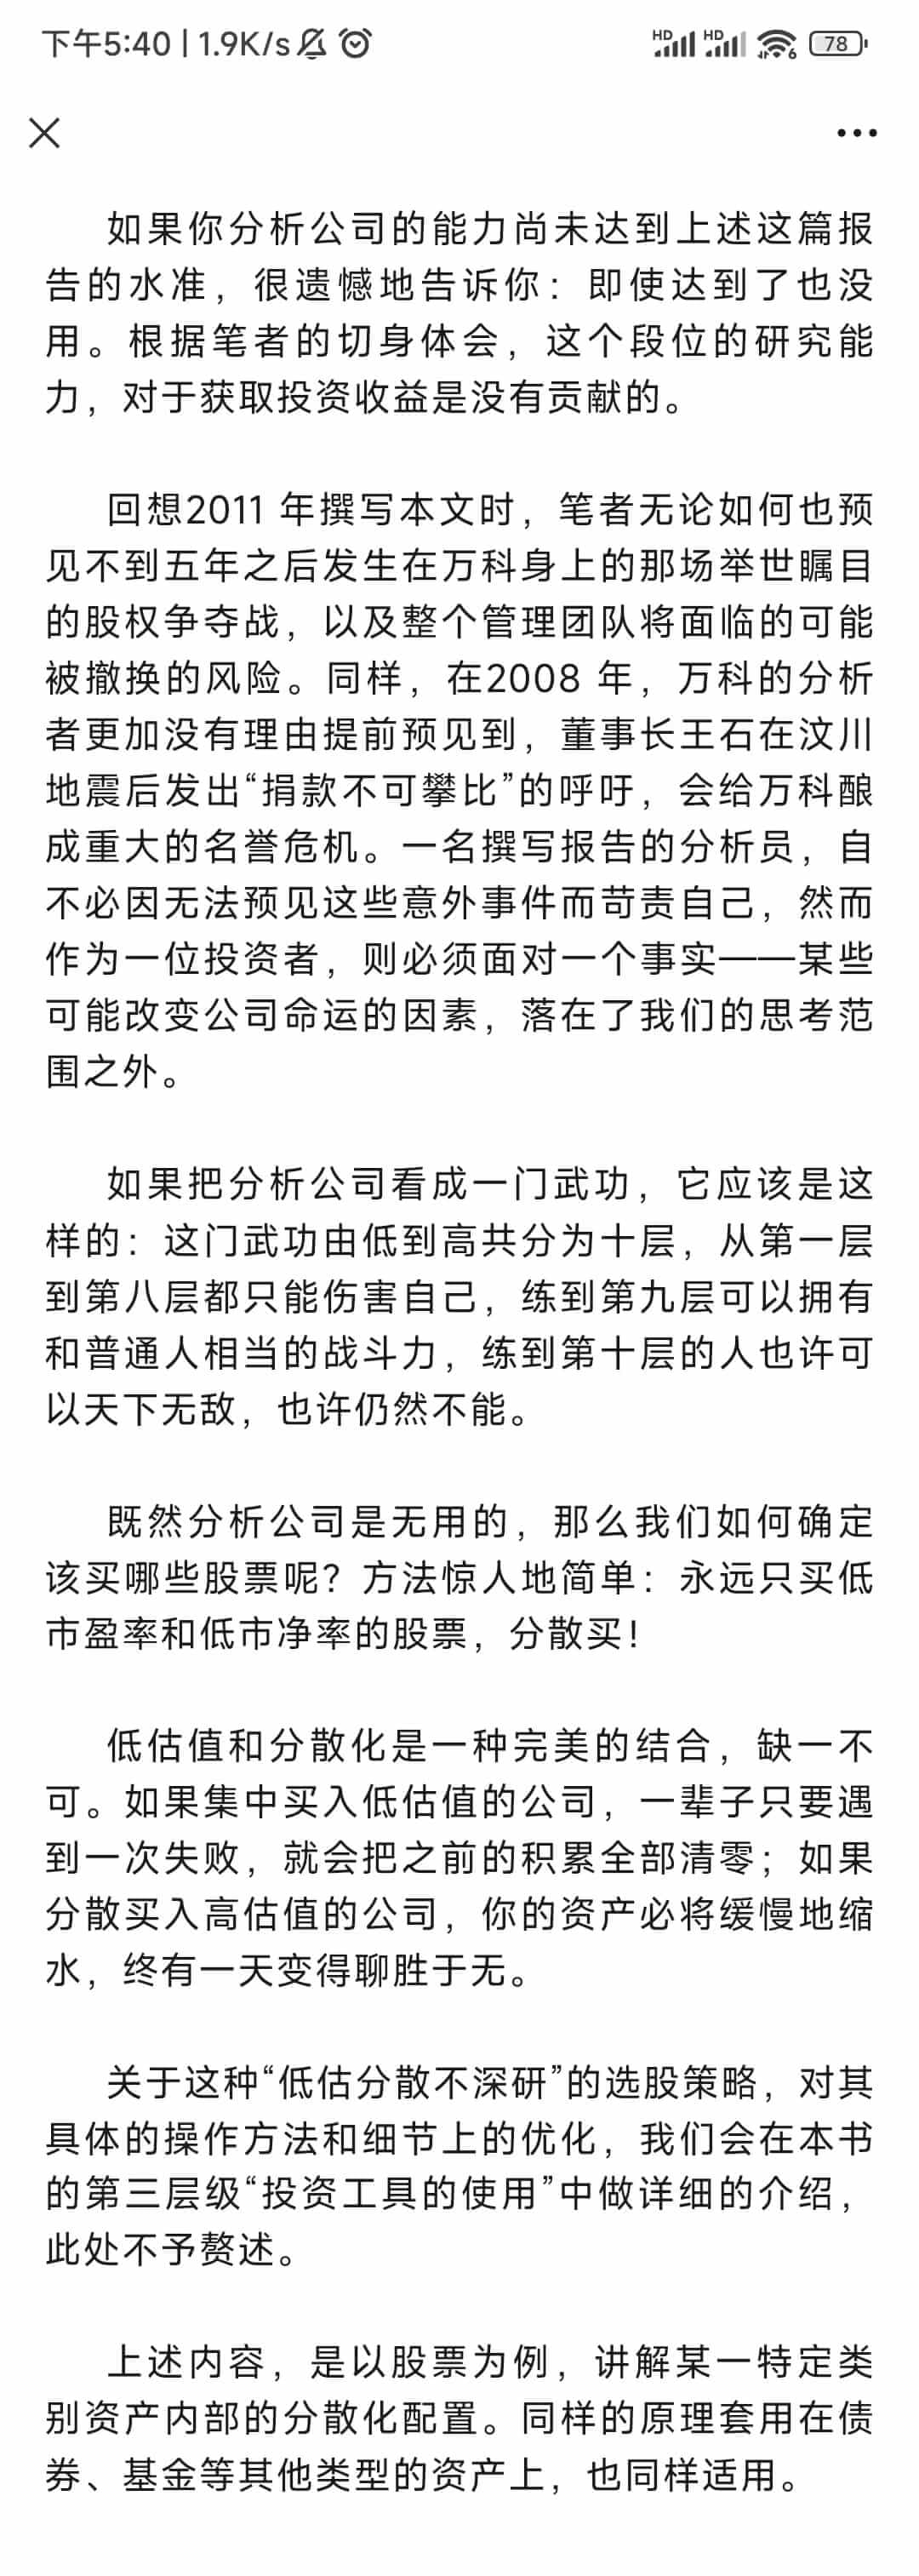 下午5:40 | 1.9K/s
HD HD 6 78
如果你分析公司的能力尚未达到上述这篇报
告的水准，很遗憾地告诉你：即使达到了也没
用。根据笔者的切身体会，这个段位的研究能
力，对于获取投资收益是没有贡献的。
回想2011 年撰写本文时，笔者无论如何也预
见不到五年之后发生在万科身上的那场举世瞩目
的股权争夺战，以及整个管理团队将面临的可能
被撤换的风险。同样，在2008 年，万科的分析
者更加没有理由提前预见到，董事长王石在汶川
地震后发出“捐款不可攀比”的呼吁，会给万科酿
成重大的名誉危机。一名撰写报告的分析员，自
不必因无法预见这些意外事件而苛责自己，然而
作为一位投资者，则必须面对一个事实——某些
可能改变公司命运的因素，落在了我们的思考范
围之外。
如果把分析公司看成一门武功，它应该是这
样的：这门武功由低到高共分为十层，从第一层
到第八层都只能伤害自己，练到第九层可以拥有
和普通人相当的战斗力，练到第十层的人也许可
以天下无敌，也许仍然不能。
既然分析公司是无用的，那么我们如何确定
该买哪些股票呢？方法惊人地简单：永远只买低
市盈率和低市净率的股票，分散买！
低估值和分散化是一种完美的结合，缺一不
可。如果集中买入低估值的公司，一辈子只要遇
到一次失败，就会把之前的积累全部清零；如果
分散买入高估值的公司，你的资产必将缓慢地缩
水，终有一天变得聊胜于无。
关于这种“低估分散不深研”的选股策略，对其
具体的操作方法和细节上的优化，我们会在本书
的第三层级“投资工具的使用”中做详细的介绍，
此处不予赘述。
上述内容，是以股票为例，讲解某一特定类
别资产内部的分散化配置。同样的原理套用在债
券、基金等其他类型的资产上，也同样适用。